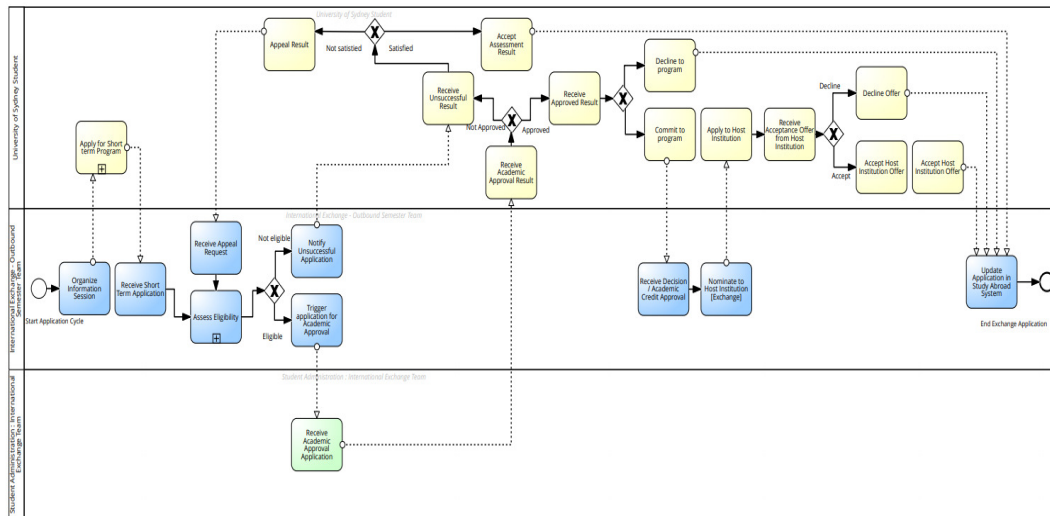 University of Sydney Student
University of Sydney Student
Appeal Result
Not satistied
Satisfied
Accept
Assessment
Result
Receive
Unsuccessful
Result
Not Approved
Approved
Receive
Approved Result
Receive
Academic
Approval Result
Decline to
program
Commit to
program
Apply to Host
Institution
Receive
Acceptance Offer
from Host
Institution
Decline
Decline Offer
Accept
Accept Host
Institution Offer
Accept Host
Institution Offer
Apply for Short
term Program
International Exchange - Outbound
Semester Team
International Exchange - Outbound Semester Team
Start Application Cycle
Organize
Information
Session
Receive Short
Term Application
Receive Appeal
Request
Assess Eligibility
Not eligible
Eligible
Notify
Unsuccessful
Application
Trigger
application for
Academic
Approval
Receive Decision
/ Academic
Credit Approval
Nominate to
Host Institution
[Exchange]
Update
Application in
Study Abroad
System
End Exchange Application
Student Administration : International
Exchange Team
Student Administration : International Exchange Team
Receive
Academic
Approval
Application